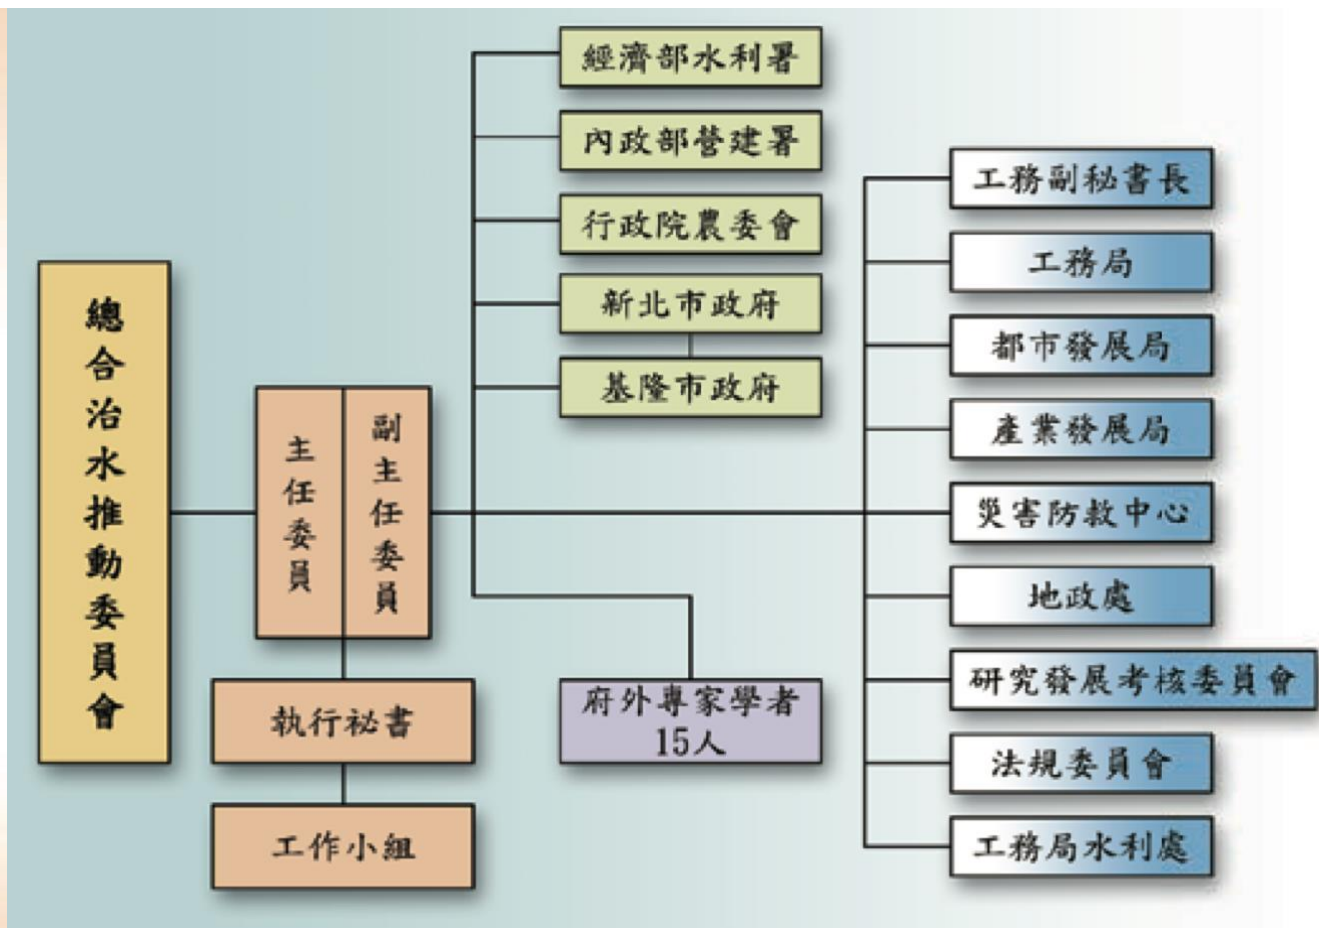 總合治水推動委員會
主任委員
副主任委員
執行祕書
工作小組
經濟部水利署
內政部營建署
行政院農委會
新北市政府
基隆市政府
府外專家學者
15人
工務副秘書長
工務局
都市發展局
產業發展局
災害防救中心
地政處
研究發展考核委員會
法規委員會
工務局水利處